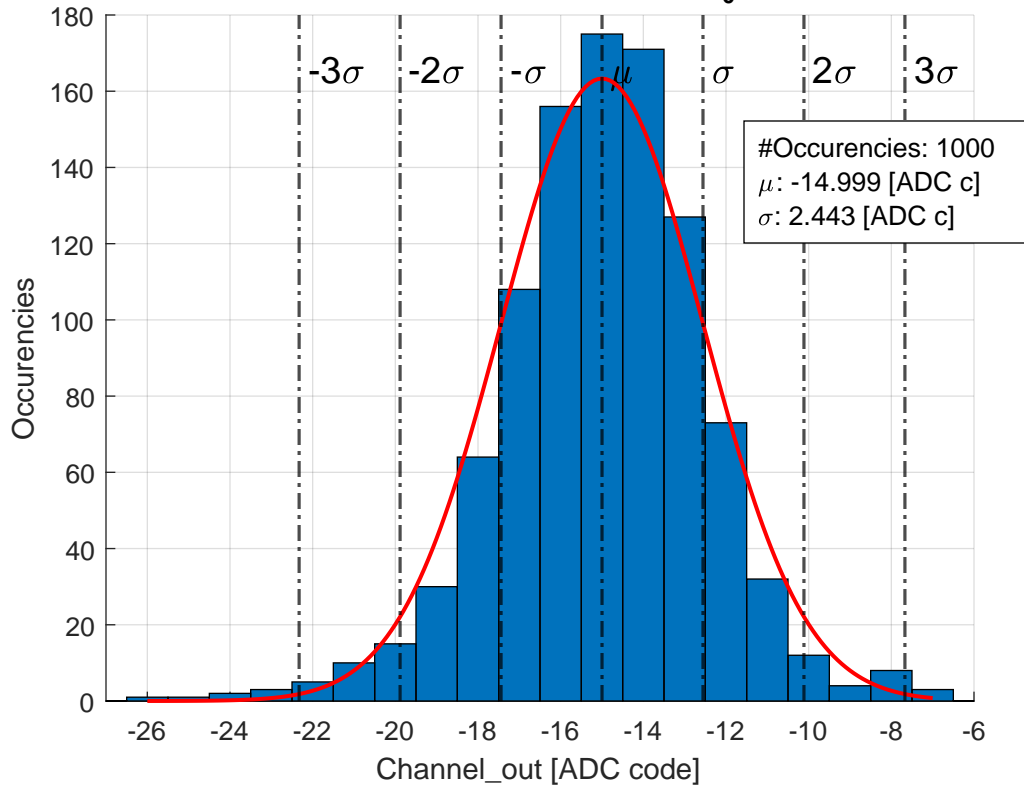 180
160
140
120
100
80
60
40
20
0
-3σ
-2σ
-σ
μ
σ
2σ
3σ
#Occurencies: 1000
μ: -14.999 [ADC c]
σ: 2.443 [ADC c]
Occurencies
-26
-24
-22
-20
-18
-16
-14
-12
-10
-8
-6
Channel_out [ADC code]